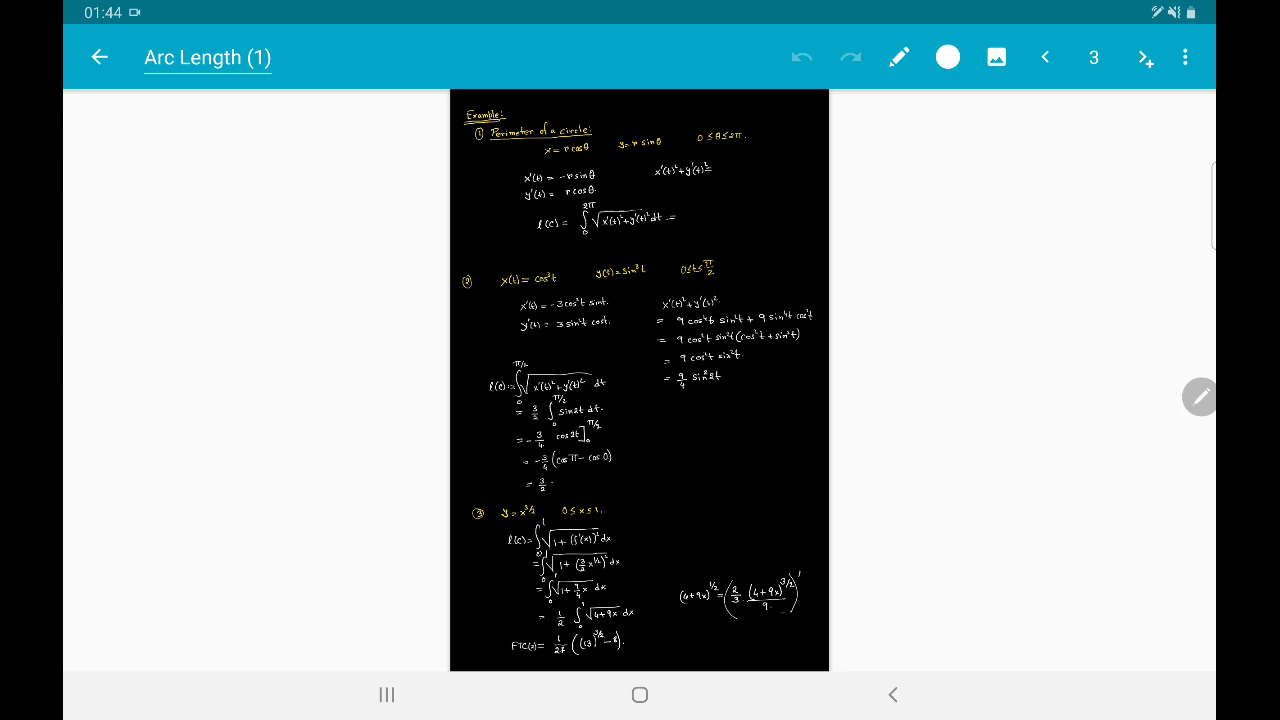 01:44
Arc Length (1)
3
Example:
① Perimeter of a circle:
x = r cosθ y = r sinθ 0 ≤ θ ≤ 2π.
x'(t) = -r sinθ x'(t)² + y'(t)² =
y'(t) = r cosθ.
l(C) = ∫₀^2π √(x'(t)² + y'(t)²) dt =
② x(t) = cos³t y(t) = sin³t 0 ≤ t ≤ π/2
x'(t) = -3cos²t sint. x'(t)² + y'(t)²
y'(t) = 3 sin²t cost. = 9 cos⁴t sin²t + 9 sin⁴t cos²t
= 9 cos²t sin²t (cos²t + sin²t)
= 9 cos²t sin²t.
= 9/4 sin²2t
l(C) = ∫₀^π/2 √(x'(t)² + y'(t)²) dt
= 3/2 ∫₀^π/2 sin2t dt.
= -3/4 cos2t]₀^π/2
= -3/4 (cos π - cos 0)
= 3/2.
③ y = x^3/2 0 ≤ x ≤ 1.
l(C) = ∫₀¹ √(1 + (f'(x))²) dx
= ∫₀¹ √(1 + (3/2 x^1/2)²) dx
= ∫₀¹ √(1 + 9/4 x) dx (4+9x)^1/2 = (2/3 · (4+9x)^3/2 / 9)'
= 1/2 ∫₀¹ √(4+9x) dx
FTC(2) = 1/27 ((13)^3/2 - 8).